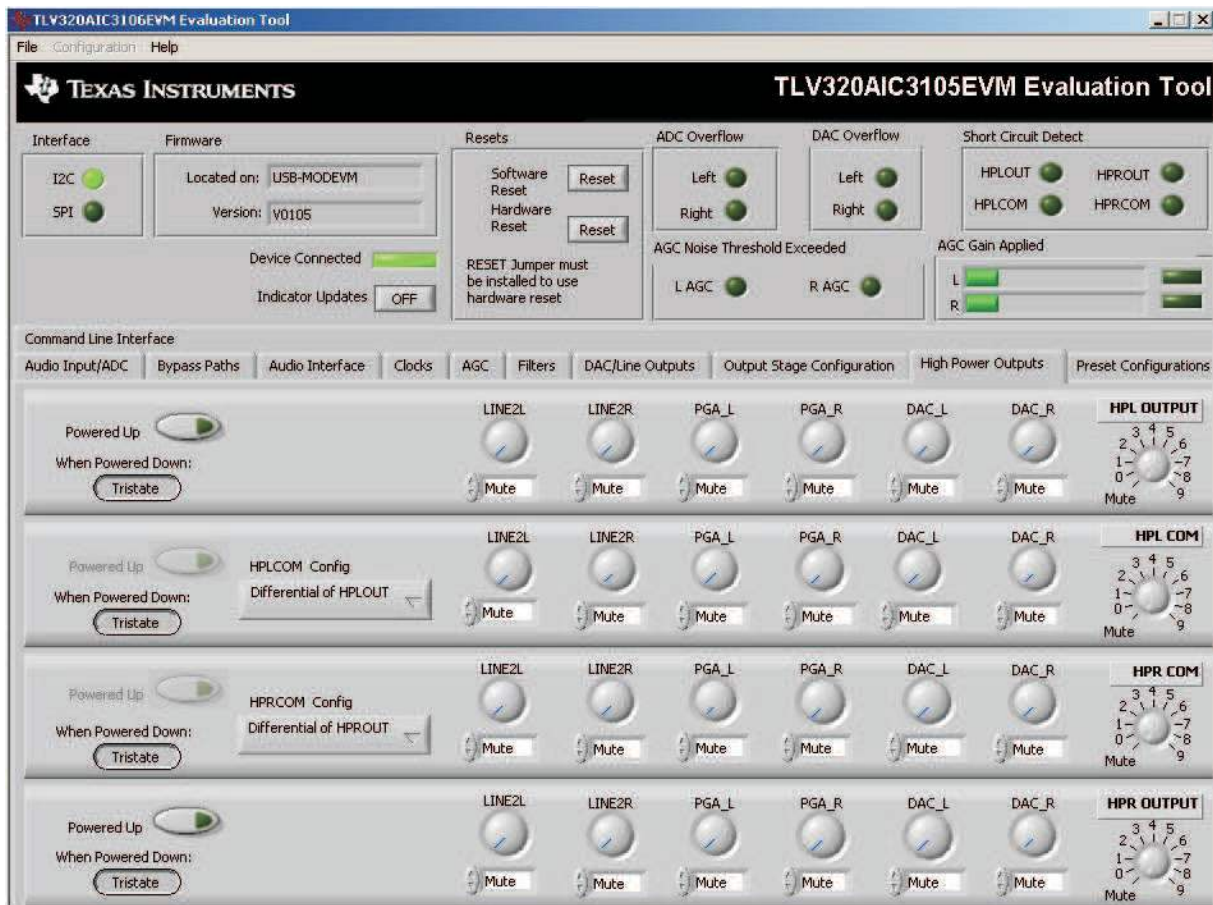 TLV320AIC3106EVM Evaluation Tool
File Configuration Help
TEXAS INSTRUMENTS
TLV320AIC3105EVM Evaluation Tool
Interface
I2C
SPI
Firmware
Located on: USB-MODEVM
Version: V0105
Device Connected
Indicator Updates OFF
Resets
Software Reset Reset
Hardware Reset Reset
RESET Jumper must
be installed to use
hardware reset
ADC Overflow
Left
Right
DAC Overflow
Left
Right
Short Circuit Detect
HPLOUT HPROUT
HPLCOM HPRCOM
AGC Noise Threshold Exceeded
L AGC R AGC
AGC Gain Applied
L
R
Command Line Interface
Audio Input/ADC Bypass Paths Audio Interface Clocks AGC Filters DAC/Line Outputs Output Stage Configuration High Power Outputs Preset Configurations
Powered Up
When Powered Down:
Tristate
LINE2L LINE2R PGA_L PGA_R DAC_L DAC_R
Mute Mute Mute Mute Mute Mute
HPL OUTPUT
Mute 0 1 2 3 4 5 6 7 8 9
Powered Up
When Powered Down:
Tristate
HPLCOM Config
Differential of HPLOUT
LINE2L LINE2R PGA_L PGA_R DAC_L DAC_R
Mute Mute Mute Mute Mute Mute
HPL COM
Mute 0 1 2 3 4 5 6 7 8 9
Powered Up
When Powered Down:
Tristate
HPRCOM Config
Differential of HPROUT
LINE2L LINE2R PGA_L PGA_R DAC_L DAC_R
Mute Mute Mute Mute Mute Mute
HPR COM
Mute 0 1 2 3 4 5 6 7 8 9
Powered Up
When Powered Down:
Tristate
LINE2L LINE2R PGA_L PGA_R DAC_L DAC_R
Mute Mute Mute Mute Mute Mute
HPR OUTPUT
Mute 0 1 2 3 4 5 6 7 8 9